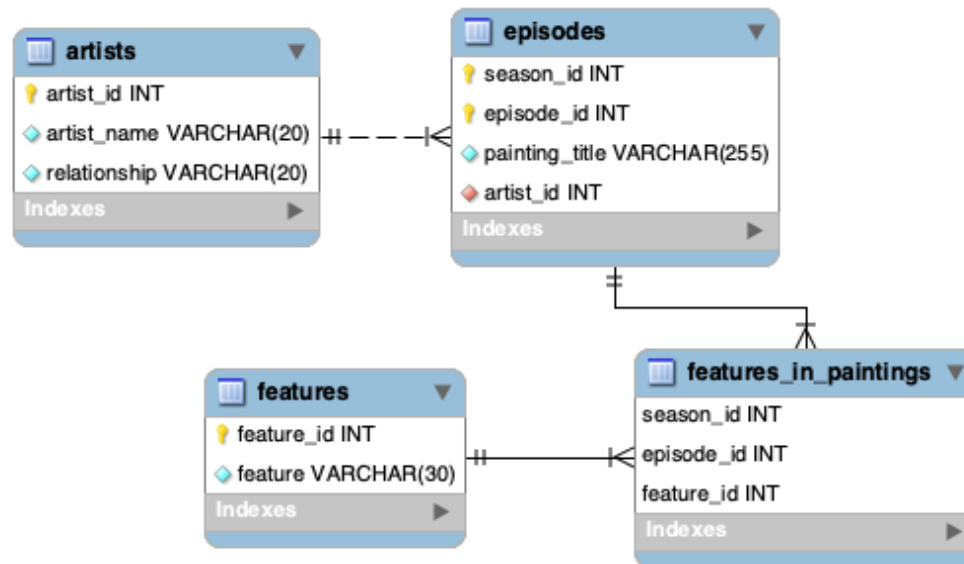 artists
artist_id INT
artist_name VARCHAR(20)
relationship VARCHAR(20)
Indexes
episodes
season_id INT
episode_id INT
painting_title VARCHAR(255)
artist_id INT
Indexes
features
feature_id INT
feature VARCHAR(30)
Indexes
features_in_paintings
season_id INT
episode_id INT
feature_id INT
Indexes